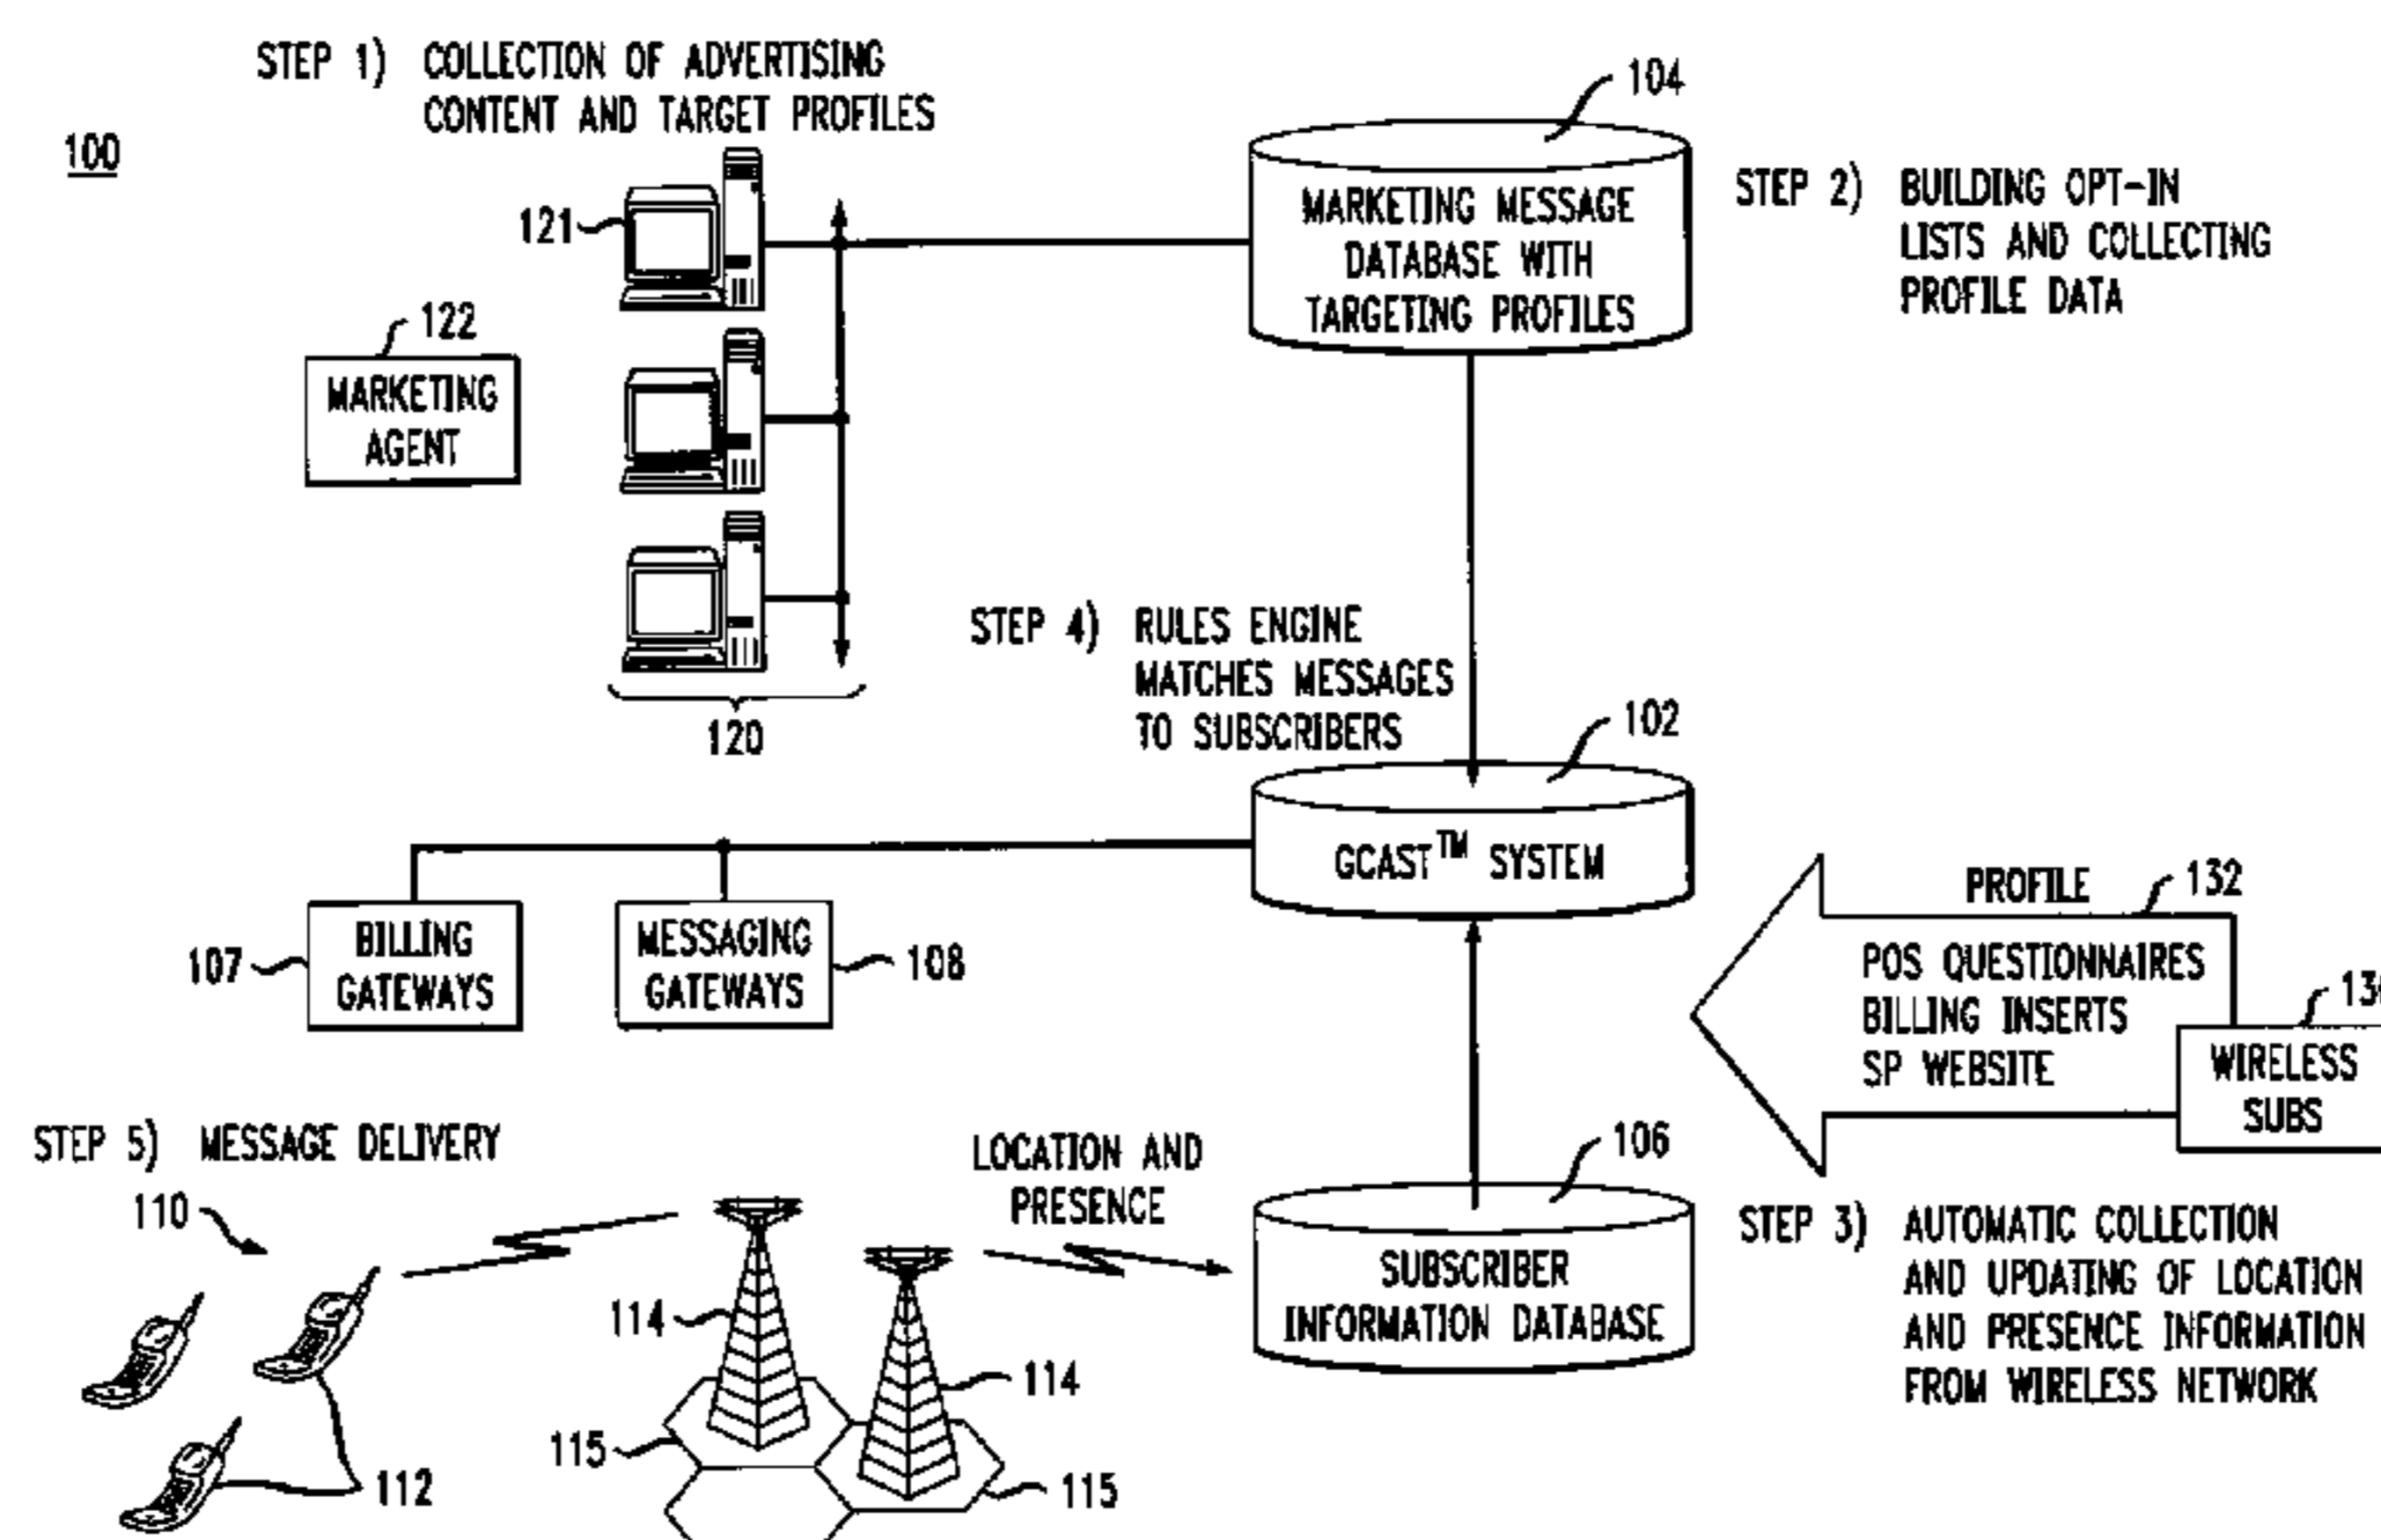 STEP 1) COLLECTION OF ADVERTISING
CONTENT AND TARGET PROFILES
100
104
MARKETING MESSAGE
DATABASE WITH
TARGETING PROFILES
STEP 2) BUILDING OPT-IN
LISTS AND COLLECTING
PROFILE DATA
121
122
MARKETING
AGENT
120
STEP 4) RULES ENGINE
MATCHES MESSAGES
TO SUBSCRIBERS
102
GCAST™ SYSTEM
107
BILLING
GATEWAYS
MESSAGING
GATEWAYS
108
PROFILE
132
POS QUESTIONNAIRES
BILLING INSERTS
SP WEBSITE
WIRELESS
SUBS
STEP 5) MESSAGE DELIVERY
110
LOCATION AND
PRESENCE
106
SUBSCRIBER
INFORMATION DATABASE
STEP 3) AUTOMATIC COLLECTION
AND UPDATING OF LOCATION
AND PRESENCE INFORMATION
FROM WIRELESS NETWORK
114
114
115
115
112